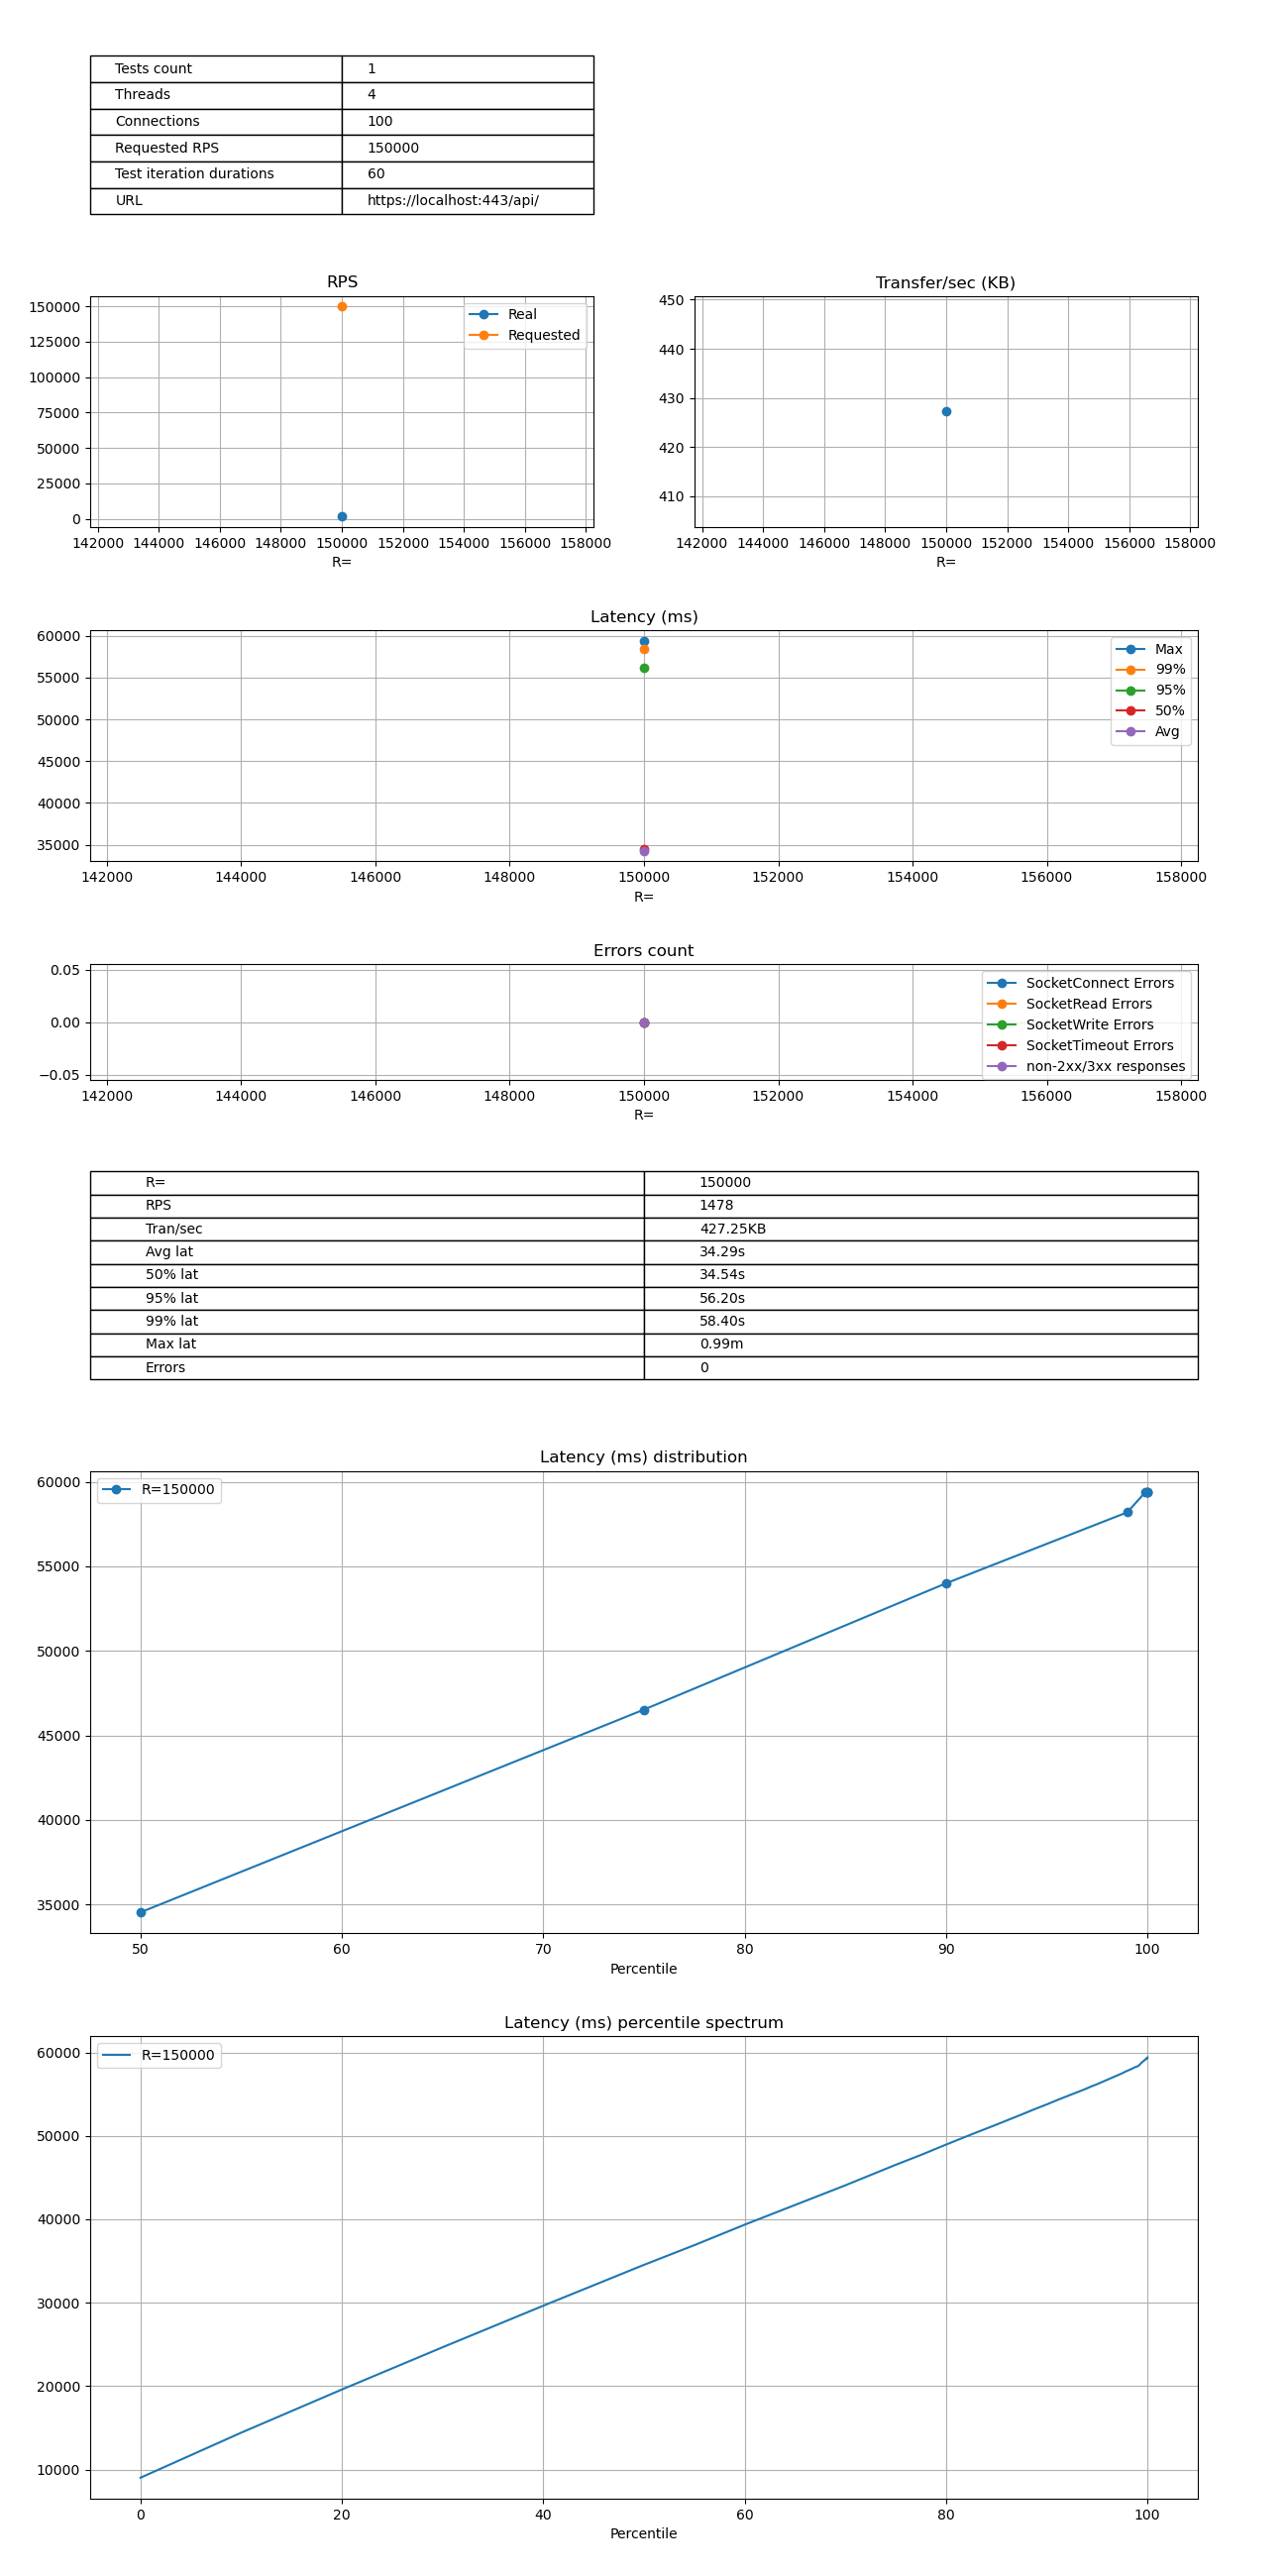 Tests count 1
Threads 4
Connections 100
Requested RPS 150000
Test iteration durations 60
URL https://localhost:443/api/
RPS
150000
125000
100000
75000
50000
25000
0
Real
Requested
142000 144000 146000 148000 150000 152000 154000 156000 158000
R=
Transfer/sec (KB)
450
440
430
420
410
142000 144000 146000 148000 150000 152000 154000 156000 158000
R=
Latency (ms)
60000
55000
50000
45000
40000
35000
Max
99%
95%
50%
Avg
142000 144000 146000 148000 150000 152000 154000 156000 158000
R=
Errors count
0.05
0.00
−0.05
SocketConnect Errors
SocketRead Errors
SocketWrite Errors
SocketTimeout Errors
non-2xx/3xx responses
142000 144000 146000 148000 150000 152000 154000 156000 158000
R=
R= 150000
RPS 1478
Tran/sec 427.25KB
Avg lat 34.29s
50% lat 34.54s
95% lat 56.20s
99% lat 58.40s
Max lat 0.99m
Errors 0
Latency (ms) distribution
60000
55000
50000
45000
40000
35000
R=150000
50 60 70 80 90 100
Percentile
Latency (ms) percentile spectrum
60000
50000
40000
30000
20000
10000
R=150000
0 20 40 60 80 100
Percentile